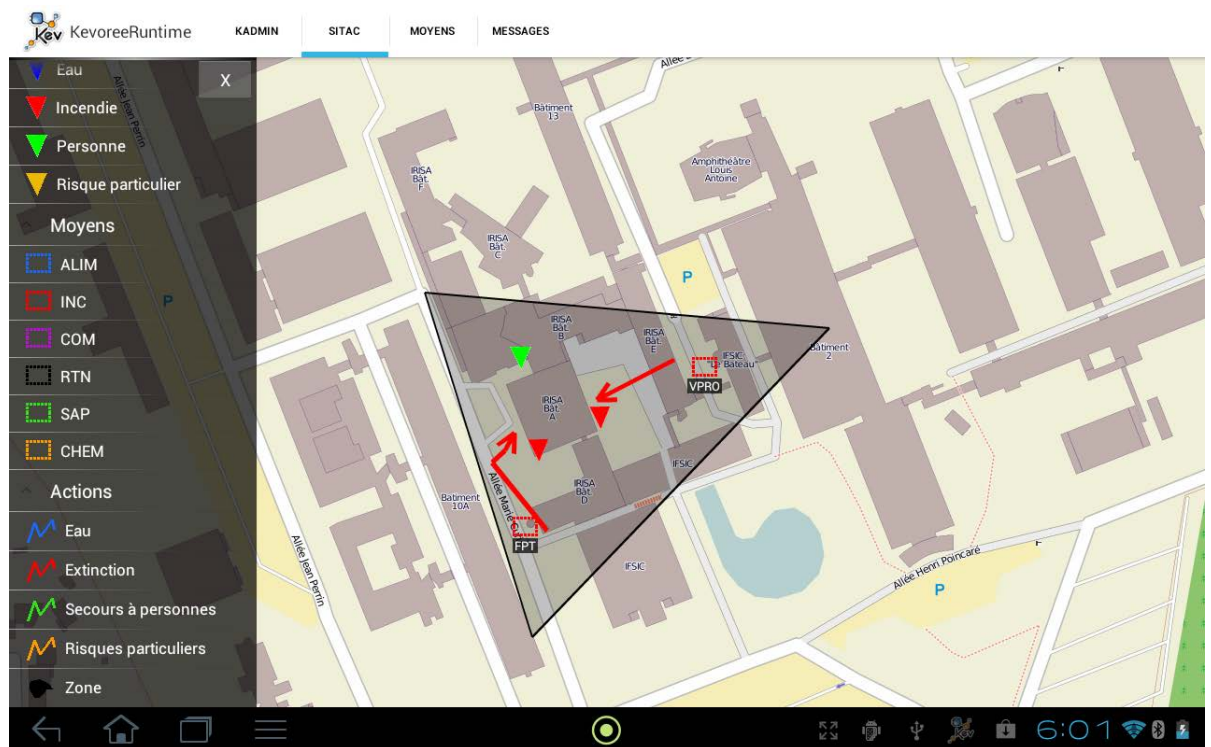 Kev KevoreeRuntime KADMIN SITAC MOYENS MESSAGES
Eau
X
Incendie
Personne
Risque particulier
Moyens
ALIM
INC
COM
RTN
SAP
CHEM
Actions
Eau
Extinction
Secours à personnes
Risques particuliers
Zone
Allée Jean Perrin
P
Bâtiment
13
Amphithéâtre
Louis
Antoine
IRISA
Bât.
F
IRISA
Bât.
C
P
IRISA
Bât.
B
IRISA
Bât.
E
IFSIC
"Le Bateau"
Bâtiment
2
VPRO
IRISA
Bât.
A
IFSIC
IRISA
Bât.
D
Batiment
10A
FPT
IFSIC
Allée Jean Perrin
Allée Henri Poincaré
P
6:01